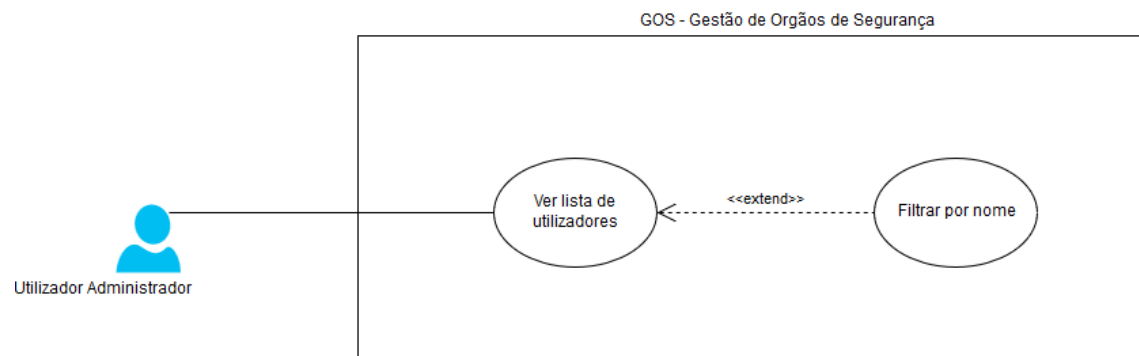 GOS - Gestão de Orgãos de Segurança
Ver lista de
utilizadores
<<extend>>
Filtrar por nome
Utilizador Administrador